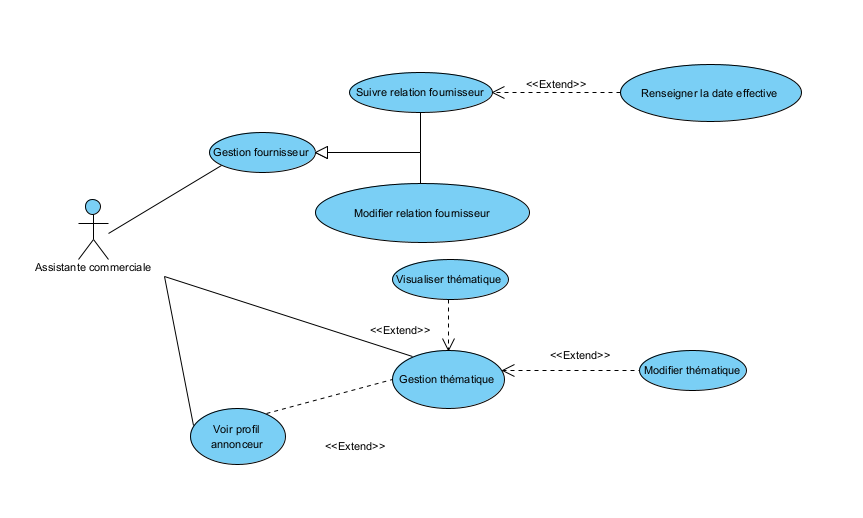 <<Extend>>
Suivre relation fournisseur
Renseigner la date effective
Gestion fournisseur
Modifier relation fournisseur
Assistante commerciale
Visualiser thématique
<<Extend>>
<<Extend>>
Gestion thématique
Modifier thématique
Voir profil
annonceur
<<Extend>>